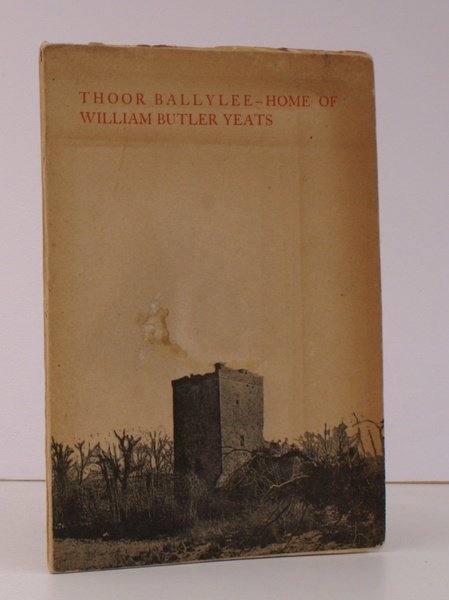 THOOR BALLYLEE–HOME OF
WILLIAM BUTLER YEATS